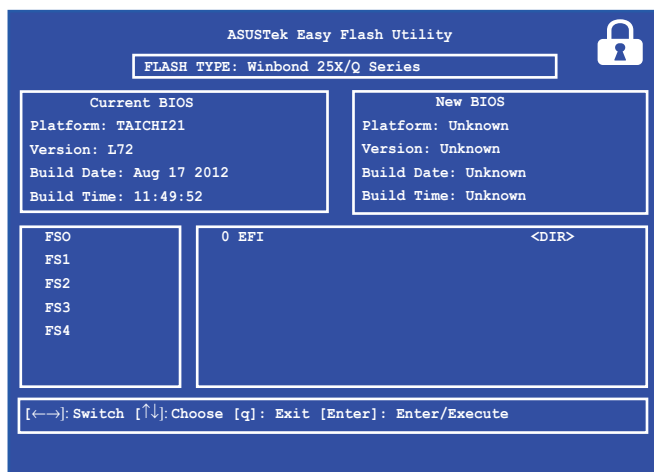 ASUSTek Easy Flash Utility
FLASH TYPE: Winbond 25X/Q Series
Current BIOS
Platform: TAICHI21
Version: L72
Build Date: Aug 17 2012
Build Time: 11:49:52
New BIOS
Platform: Unknown
Version: Unknown
Build Date: Unknown
Build Time: Unknown
FSO
FS1
FS2
FS3
FS4
0 EFI <DIR>
[←→]: Switch [↑↓]: Choose [q]: Exit [Enter]: Enter/Execute